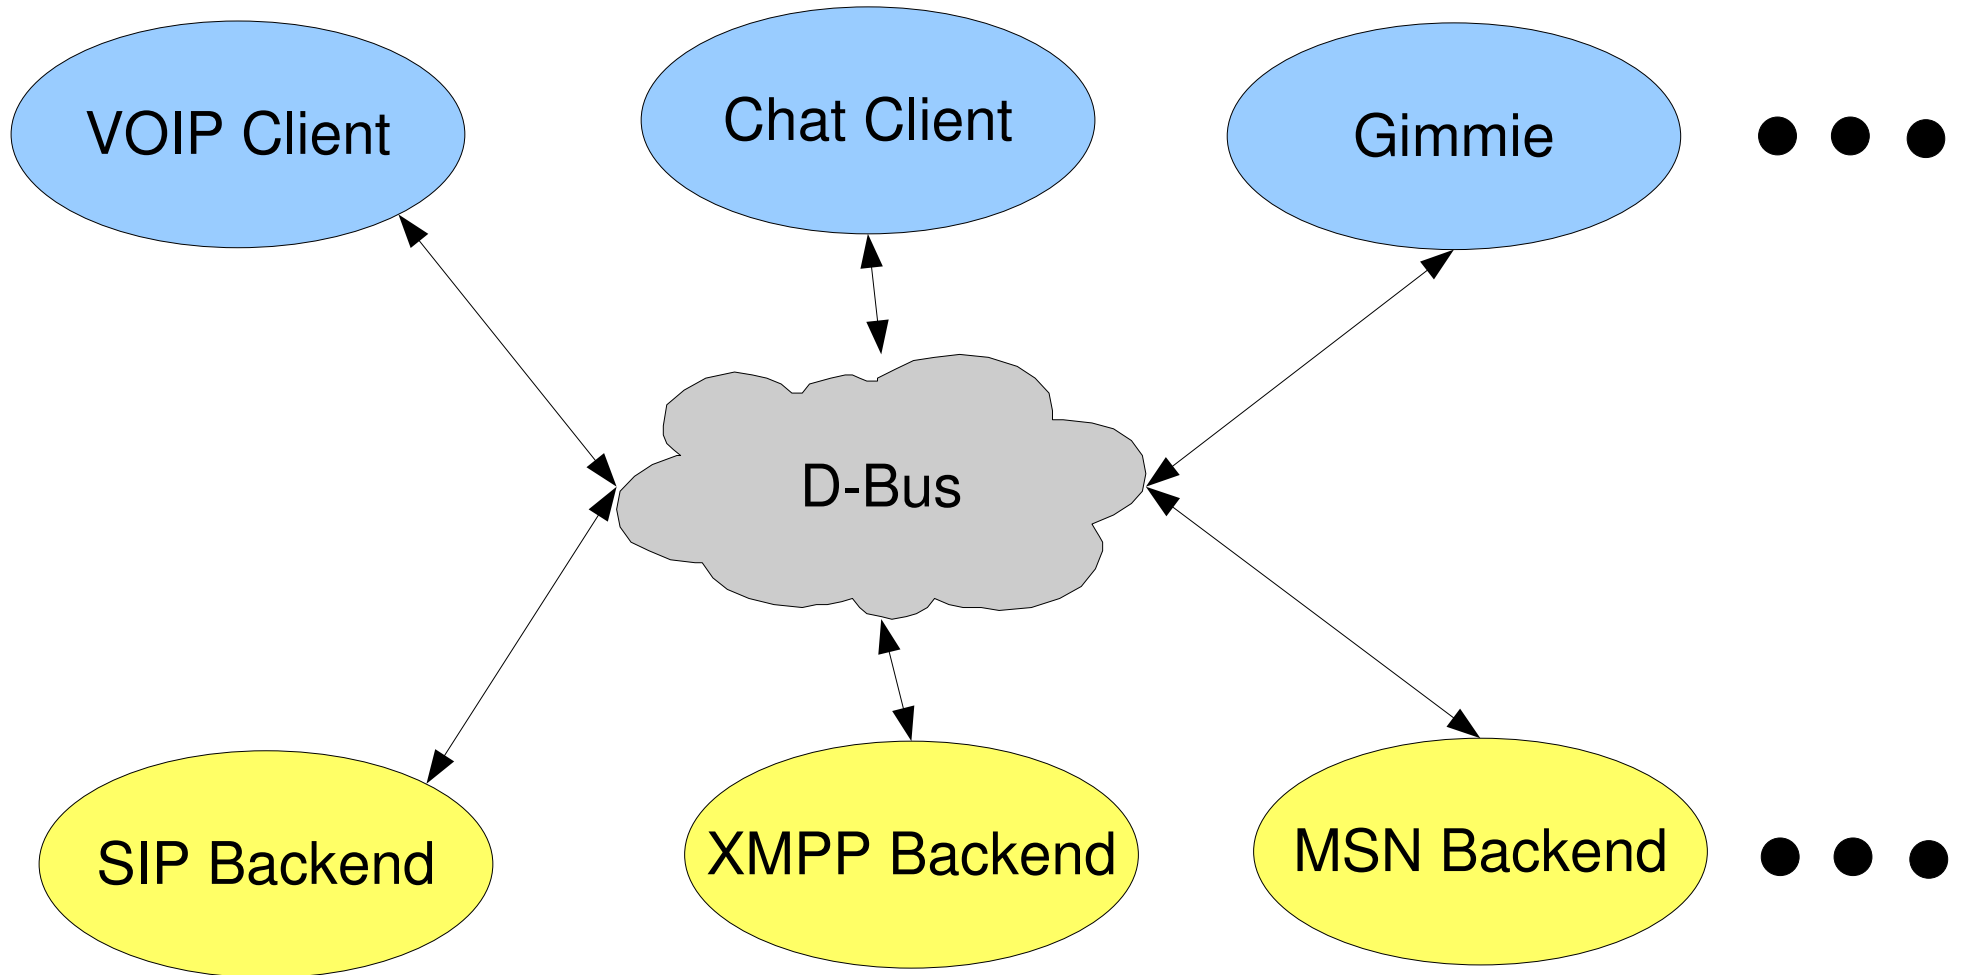 VOIP Client
Chat Client
Gimmie
D-Bus
SIP Backend
XMPP Backend
MSN Backend